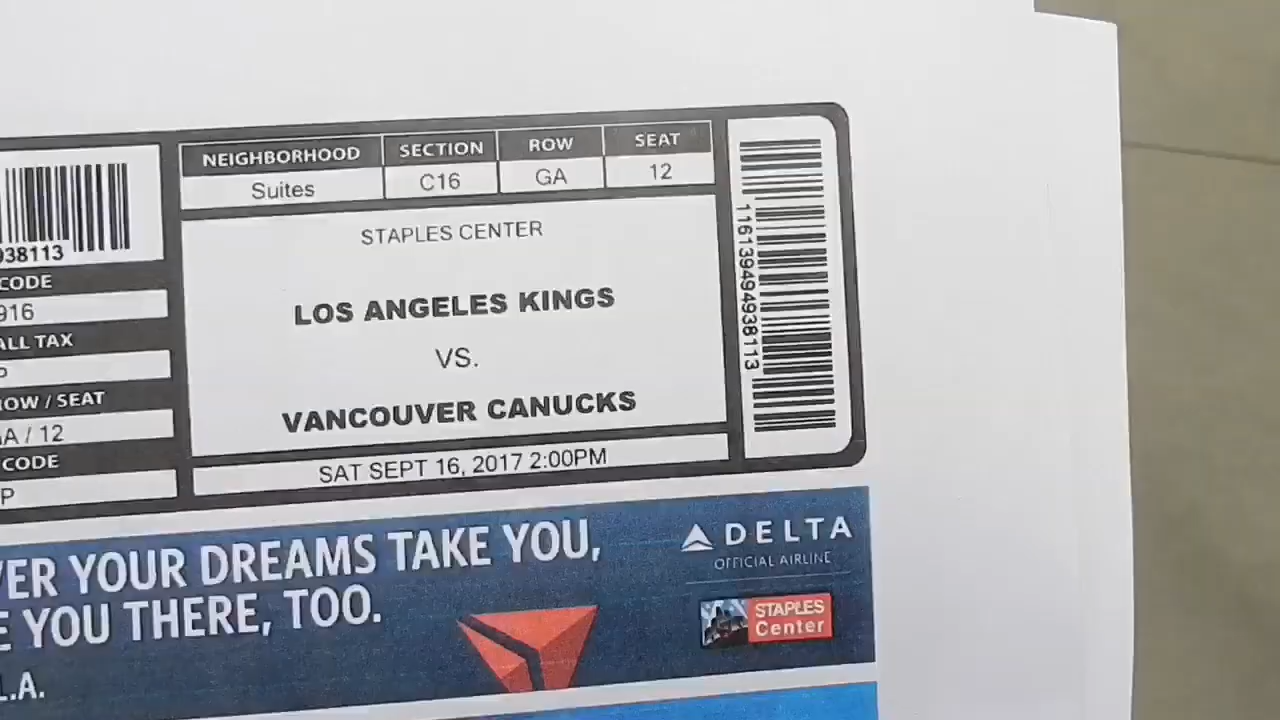 938113
CODE
916
ALL TAX
ROW / SEAT
A / 12
CODE
P
NEIGHBORHOOD SECTION ROW SEAT
Suites C16 GA 12
STAPLES CENTER
LOS ANGELES KINGS
VS.
VANCOUVER CANUCKS
SAT SEPT 16, 2017 2:00PM
116139494938113
VER YOUR DREAMS TAKE YOU,
E YOU THERE, TOO.
L.A.
DELTA
OFFICIAL AIRLINE
STAPLES
Center